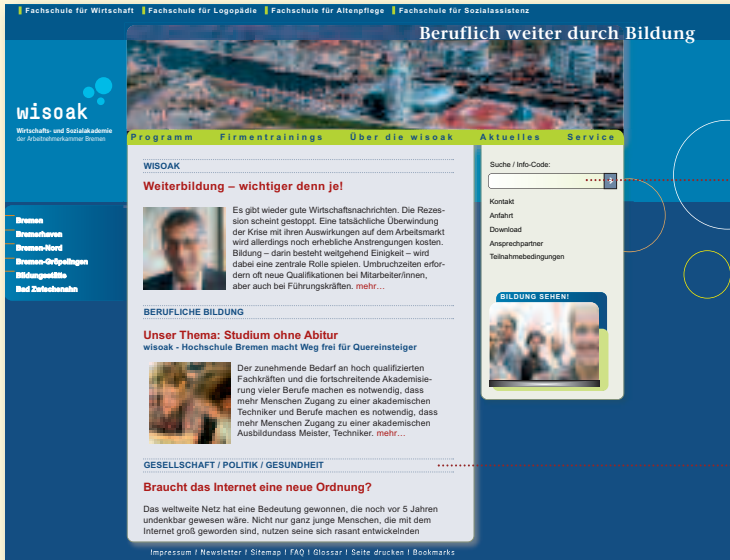 Fachschule für Wirtschaft Fachschule für Logopädie Fachschule für Altenpflege Fachschule für Sozialassistenz
Beruflich weiter durch Bildung
wisoak
Wirtschafts- und Sozialakademie
der Arbeitnehmerkammer Bremen
Programm Firmentrainings Über die wisoak Aktuelles Service
Bremen
Bremerhaven
Bremen-Nord
Bremen-Gröpelingen
Bildungsstätte
Bad Zwischenahn
WISOAK
Weiterbildung – wichtiger denn je!
Es gibt wieder gute Wirtschaftsnachrichten. Die Rezes-
sion scheint gestoppt. Eine tatsächliche Überwindung
der Krise mit ihren Auswirkungen auf dem Arbeitsmarkt
wird allerdings noch erhebliche Anstrengungen kosten.
Bildung – darin besteht weitgehend Einigkeit – wird
dabei eine zentrale Rolle spielen. Umbruchzeiten erfor-
dern oft neue Qualifikationen bei Mitarbeiter/innen,
aber auch bei Führungskräften. mehr…
BERUFLICHE BILDUNG
Unser Thema: Studium ohne Abitur
wisoak - Hochschule Bremen macht Weg frei für Quereinsteiger
Der zunehmende Bedarf an hoch qualifizierten
Fachkräften und die fortschreitende Akademisie-
rung vieler Berufe machen es notwendig, dass
mehr Menschen Zugang zu einer akademischen
Techniker und Berufe machen es notwendig, dass
mehr Menschen Zugang zu einer akademischen
Ausbildundass Meister, Techniker. mehr…
GESELLSCHAFT / POLITIK / GESUNDHEIT
Braucht das Internet eine neue Ordnung?
Das weltweite Netz hat eine Bedeutung gewonnen, die noch vor 5 Jahren
undenkbar gewesen wäre. Nicht nur ganz junge Menschen, die mit dem
Internet groß geworden sind, nutzen seine sich rasant entwickelnden
Suche / Info-Code:
Kontakt
Anfahrt
Download
Ansprechpartner
Teilnahmebedingungen
BILDUNG SEHEN!
Impressum I Newsletter I Sitemap I FAQ I Glossar I Seite drucken I Bookmarks